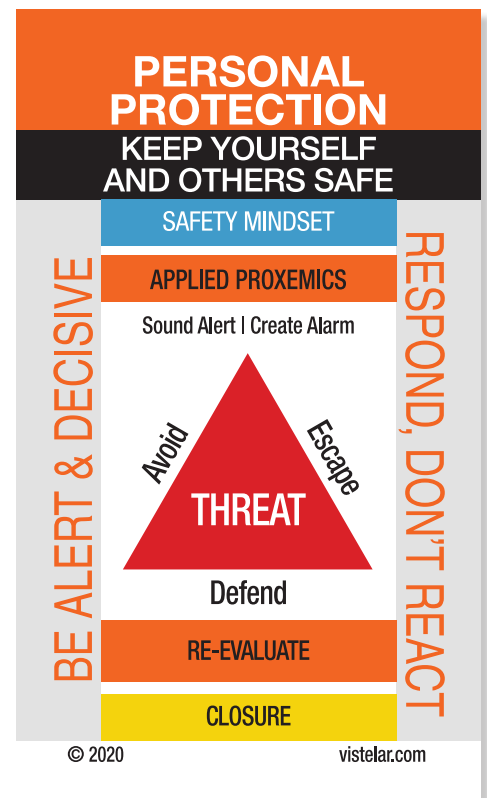 PERSONAL
PROTECTION
KEEP YOURSELF
AND OTHERS SAFE
BE ALERT & DECISIVE
SAFETY MINDSET
APPLIED PROXEMICS
Sound Alert | Create Alarm
Avoid
Escape
THREAT
Defend
RE-EVALUATE
CLOSURE
RESPOND, DON'T REACT
© 2020
vistelar.com